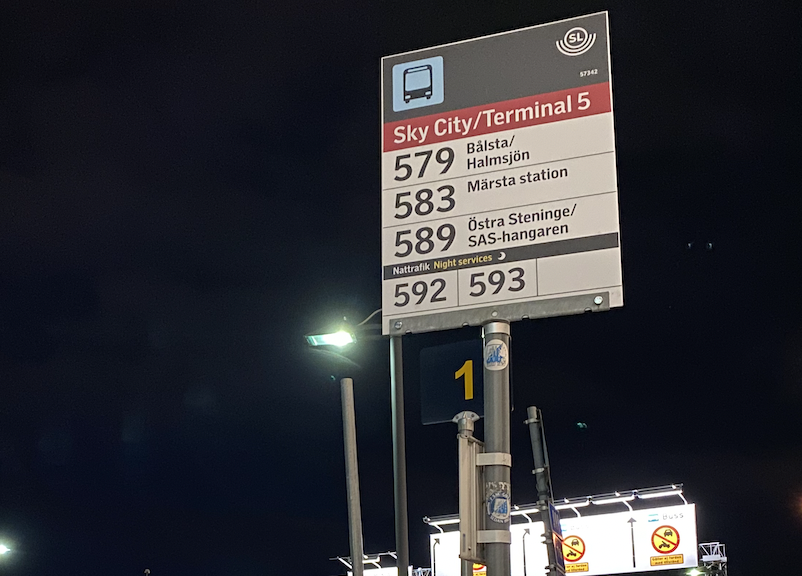 SL
57342
Sky City/Terminal 5
579 Bålsta/
Halmsjön
583 Märsta station
589 Östra Steninge/
SAS-hangaren
Nattrafik Night services
592 593
1
Buss